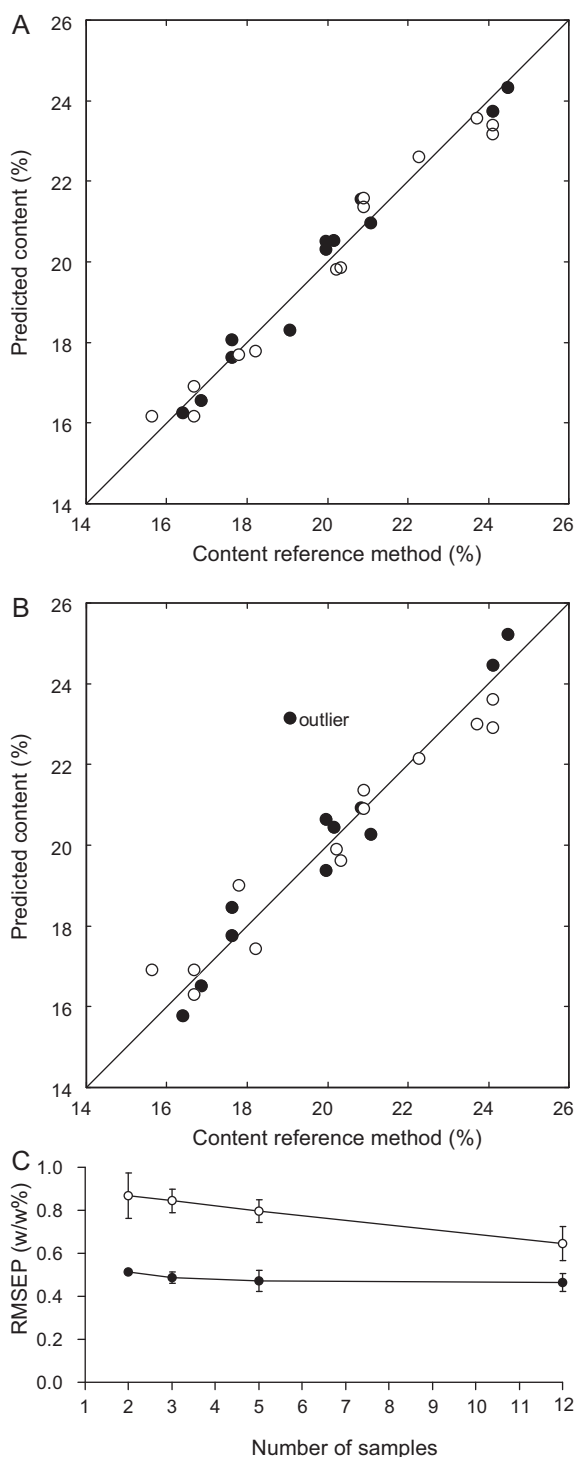 A
26
24
22
20
18
16
14
14 16 18 20 22 24 26
Predicted content (%)
Content reference method (%)
B
26
24
22
20
18
16
14
outlier
14 16 18 20 22 24 26
Predicted content (%)
Content reference method (%)
C
1.0
0.8
0.6
0.4
0.2
0.0
RMSEP (w/w%)
1 2 3 4 5 6 7 8 9 10 11 12
Number of samples